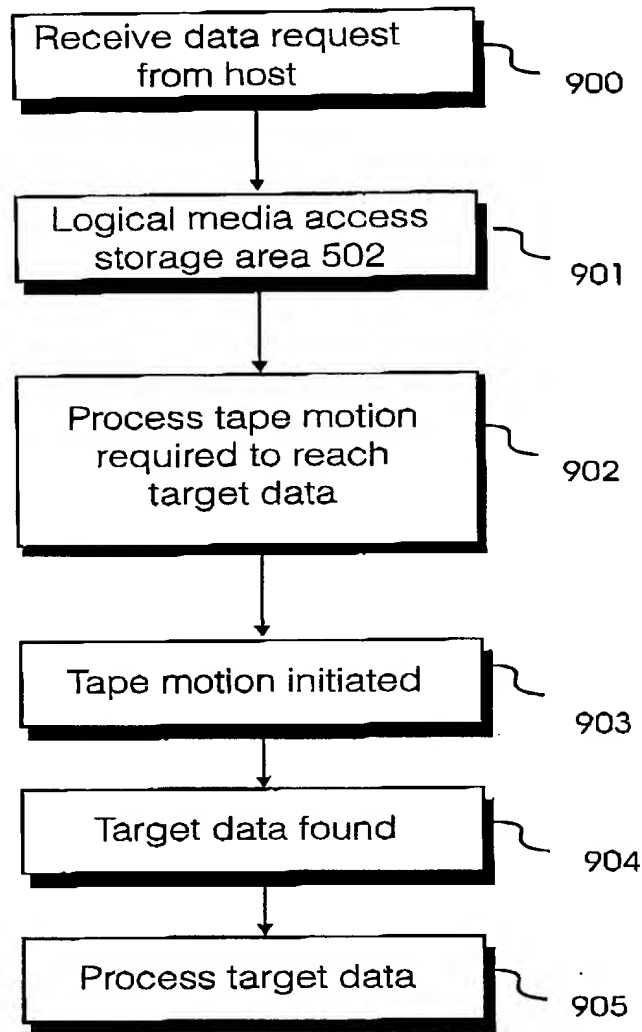 Receive data request
from host
900
Logical media access
storage area 502
901
Process tape motion
required to reach
target data
902
Tape motion initiated
903
Target data found
904
Process target data
905